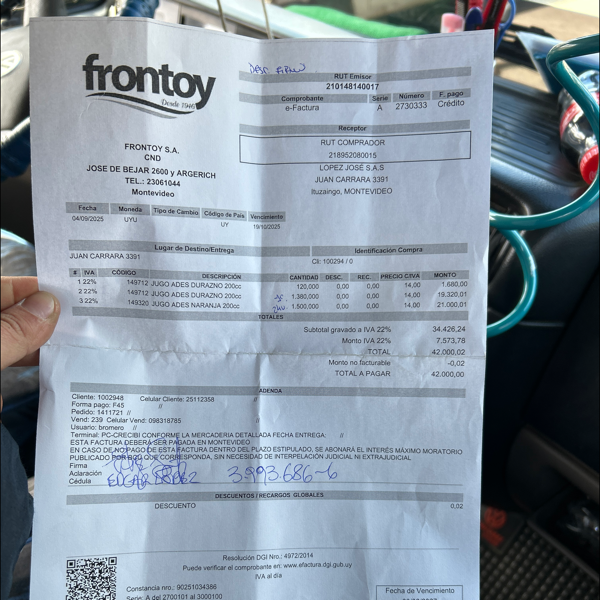 frontoy
Desde 1946
RUT Emisor
210148140017
Comprobante Serie Número F. pago
e-Factura A 2730333 Crédito
Receptor
RUT COMPRADOR
218952080015
LOPEZ JOSÉ S.A.S
JUAN CARRARA 3391
Ituzaingo, MONTEVIDEO
FRONTOY S.A.
CND
JOSE DE BEJAR 2600 y ARGERICH
TEL.: 23061044
Montevideo
Fecha Moneda Tipo de Cambio Código de País Vencimiento
04/09/2025 UYU UY 19/10/2025
Lugar de Destino/Entrega Identificación Compra
JUAN CARRARA 3391 Cli: 100294 / 0
# IVA CÓDIGO DESCRIPCIÓN CANTIDAD DESC. REC. PRECIO C/IVA MONTO
1 22% 149712 JUGO ADES DURAZNO 200cc 120,000 0,00 0,00 14,00 1.680,00
2 22% 149712 JUGO ADES DURAZNO 200cc 1.380,000 0,00 0,00 14,00 19.320,01
3 22% 149320 JUGO ADES NARANJA 200cc 1.500,000 0,00 0,00 14,00 21.000,01
TOTALES
Subtotal gravado a IVA 22% 34.426,24
Monto IVA 22% 7.573,78
TOTAL 42.000,02
Monto no facturable -0,02
TOTAL A PAGAR 42.000,00
ADENDA
Cliente: 1002948 Celular Cliente: 25112358 //
Forma pago: F45 //
Pedido: 1411721 //
Vend: 239 Celular Vend: 098318785
Usuario: bromero //
Terminal: PC-CRECIBI CONFORME LA MERCADERIA DETALLADA FECHA ENTREGA: //
ESTA FACTURA DEBERÁ SER PAGADA EN MONTEVIDEO
EN CASO DE NO PAGO DE ESTA FACTURA DENTRO DEL PLAZO ESTIPULADO, SE ABONARA EL INTERÉS MÁXIMO MORATORIO
PUBLICADO POR BCU QUE CORRESPONDA, SIN NECESIDAD DE INTERPELACIÓN JUDICIAL NI EXTRAJUDICIAL
Firma
Aclaración EDGAR
Cédula 3.993.686-6
DESCUENTOS / RECARGOS GLOBALES
DESCUENTO 0,02
Resolución DGI Nro.: 4972/2014
Puede verificar el comprobante en: www.efactura.dgi.gub.uy
IVA al día
Constancia nro.: 90251034386
Serie: A del 2700101 al 3000100
Fecha de Vencimiento